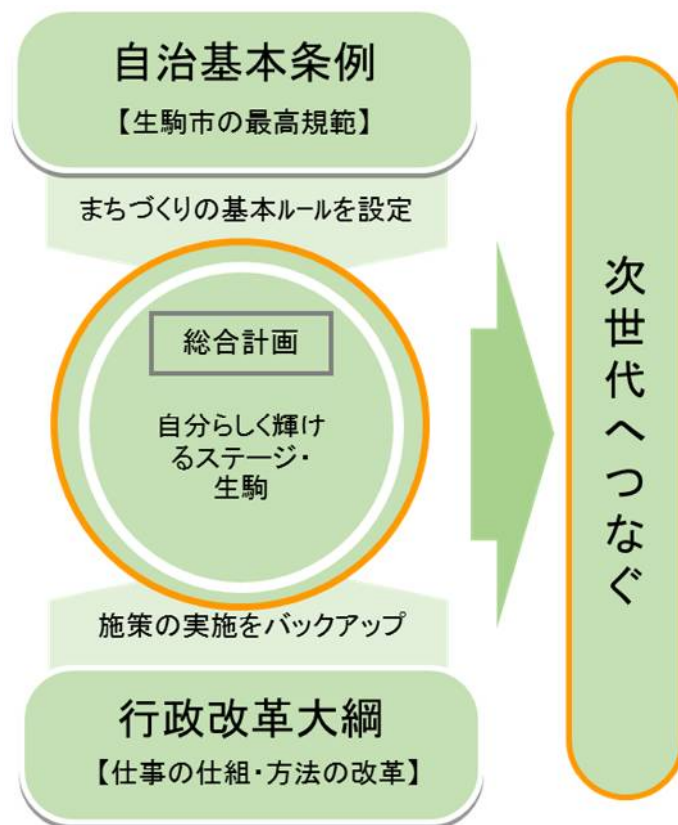 自治基本条例
【生駒市の最高規範】
まちづくりの基本ルールを設定
総合計画
自分らしく輝け
るステージ・
生駒
施策の実施をバックアップ
行政改革大綱
【仕事の仕組・方法の改革】
次世代へつなぐ